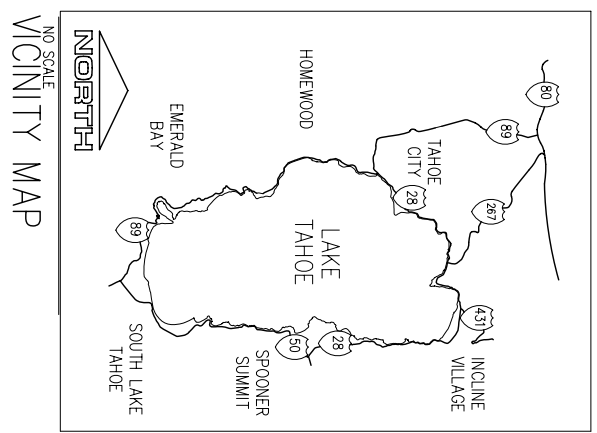 80
89
267
TAHOE
CITY
28
HOMEWOOD
431
INCLINE
VILLAGE
LAKE
TAHOE
28
50
SPOONER
SUMMIT
EMERALD
BAY
89
SOUTH LAKE
TAHOE
NORTH
VICINITY MAP
NO SCALE